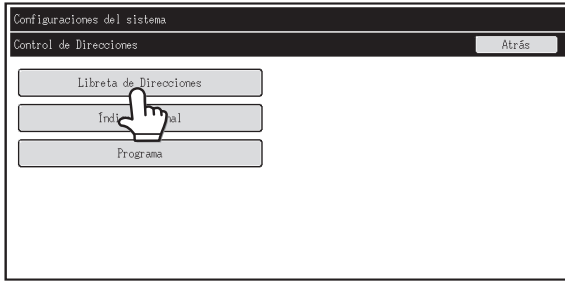 Configuraciones del sistema
Control de Direcciones
Atrás
Libreta de Direcciones
Programa